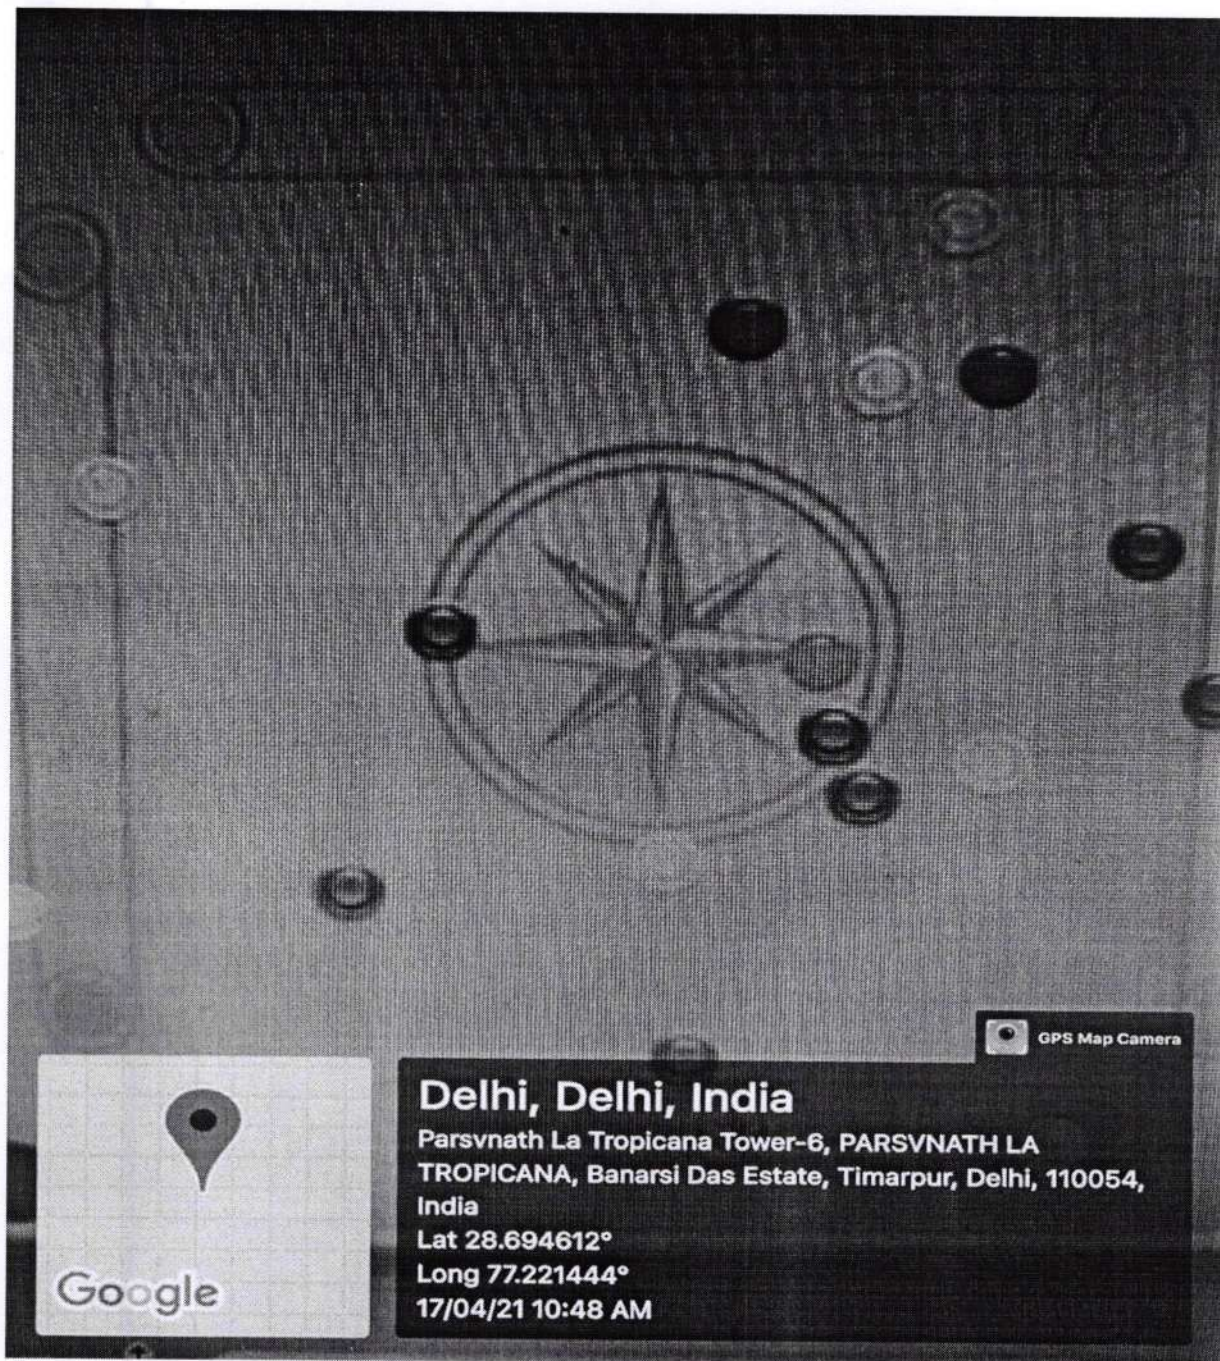 GPS Map Camera
Delhi, Delhi, India
Parsvnath La Tropicana Tower-6, PARSVNATH LA
TROPICANA, Banarsi Das Estate, Timarpur, Delhi, 110054,
India
Lat 28.694612°
Long 77.221444°
17/04/21 10:48 AM
Google